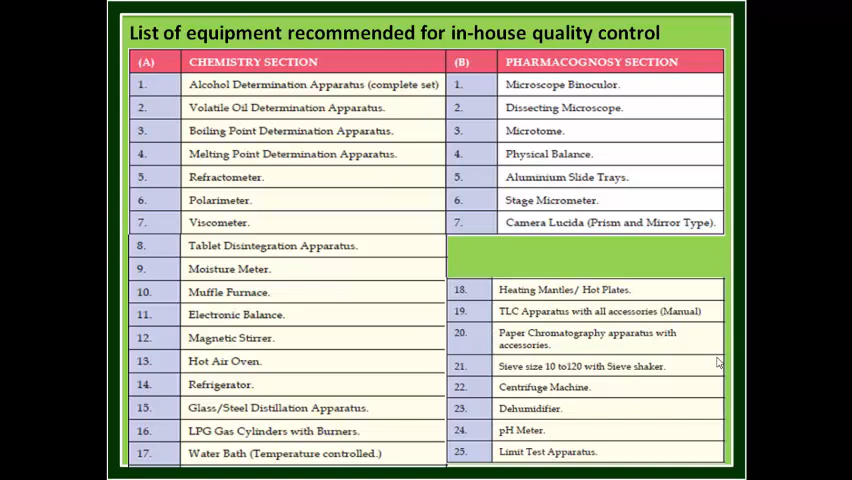 List of equipment recommended for in-house quality control
(A) CHEMISTRY SECTION
1. Alcohol Determination Apparatus (complete set)
2. Volatile Oil Determination Apparatus.
3. Boiling Point Determination Apparatus.
4. Melting Point Determination Apparatus.
5. Refractometer.
6. Polarimeter.
7. Viscometer.
8. Tablet Disintegration Apparatus.
9. Moisture Meter.
10. Muffle Furnace.
11. Electronic Balance.
12. Magnetic Stirrer.
13. Hot Air Oven.
14. Refrigerator.
15. Glass/Steel Distillation Apparatus.
16. LPG Gas Cylinders with Burners.
17. Water Bath (Temperature controlled.)
(B) PHARMACOGNOSY SECTION
1. Microscope Binoculor.
2. Dissecting Microscope.
3. Microtome.
4. Physical Balance.
5. Aluminium Slide Trays.
6. Stage Micrometer.
7. Camera Lucida (Prism and Mirror Type).
18. Heating Mantles/ Hot Plates.
19. TLC Apparatus with all accessories (Manual)
20. Paper Chromatography apparatus with
accessories.
21. Sieve size 10 to120 with Sieve shaker.
22. Centrifuge Machine.
23. Dehumidifier.
24. pH Meter.
25. Limit Test Apparatus.